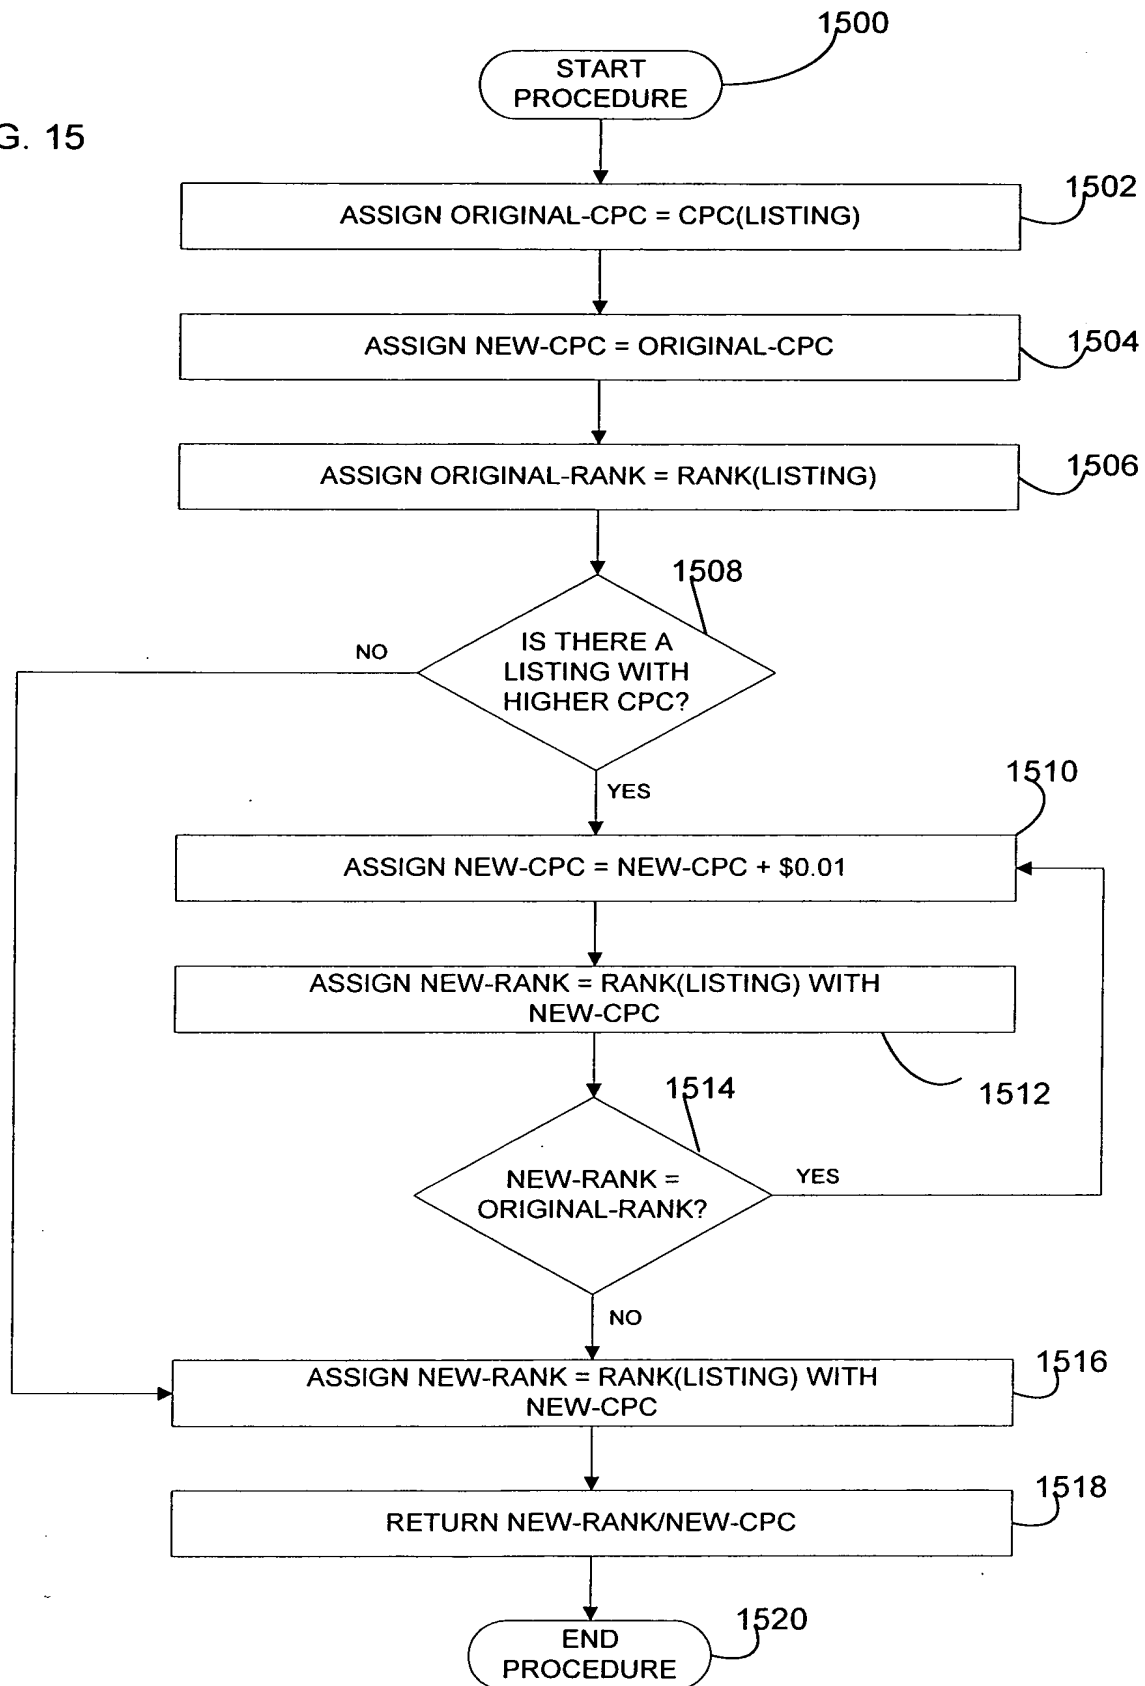 1500
START
PROCEDURE
G. 15
1502
ASSIGN ORIGINAL-CPC = CPC(LISTING)
1504
ASSIGN NEW-CPC = ORIGINAL-CPC
1506
ASSIGN ORIGINAL-RANK = RANK(LISTING)
1508
IS THERE A
LISTING WITH
HIGHER CPC?
NO
YES
1510
ASSIGN NEW-CPC = NEW-CPC + $0.01
ASSIGN NEW-RANK = RANK(LISTING) WITH
NEW-CPC
1512
1514
NEW-RANK =
ORIGINAL-RANK?
YES
NO
ASSIGN NEW-RANK = RANK(LISTING) WITH
NEW-CPC
1516
1518
RETURN NEW-RANK/NEW-CPC
1520
END
PROCEDURE